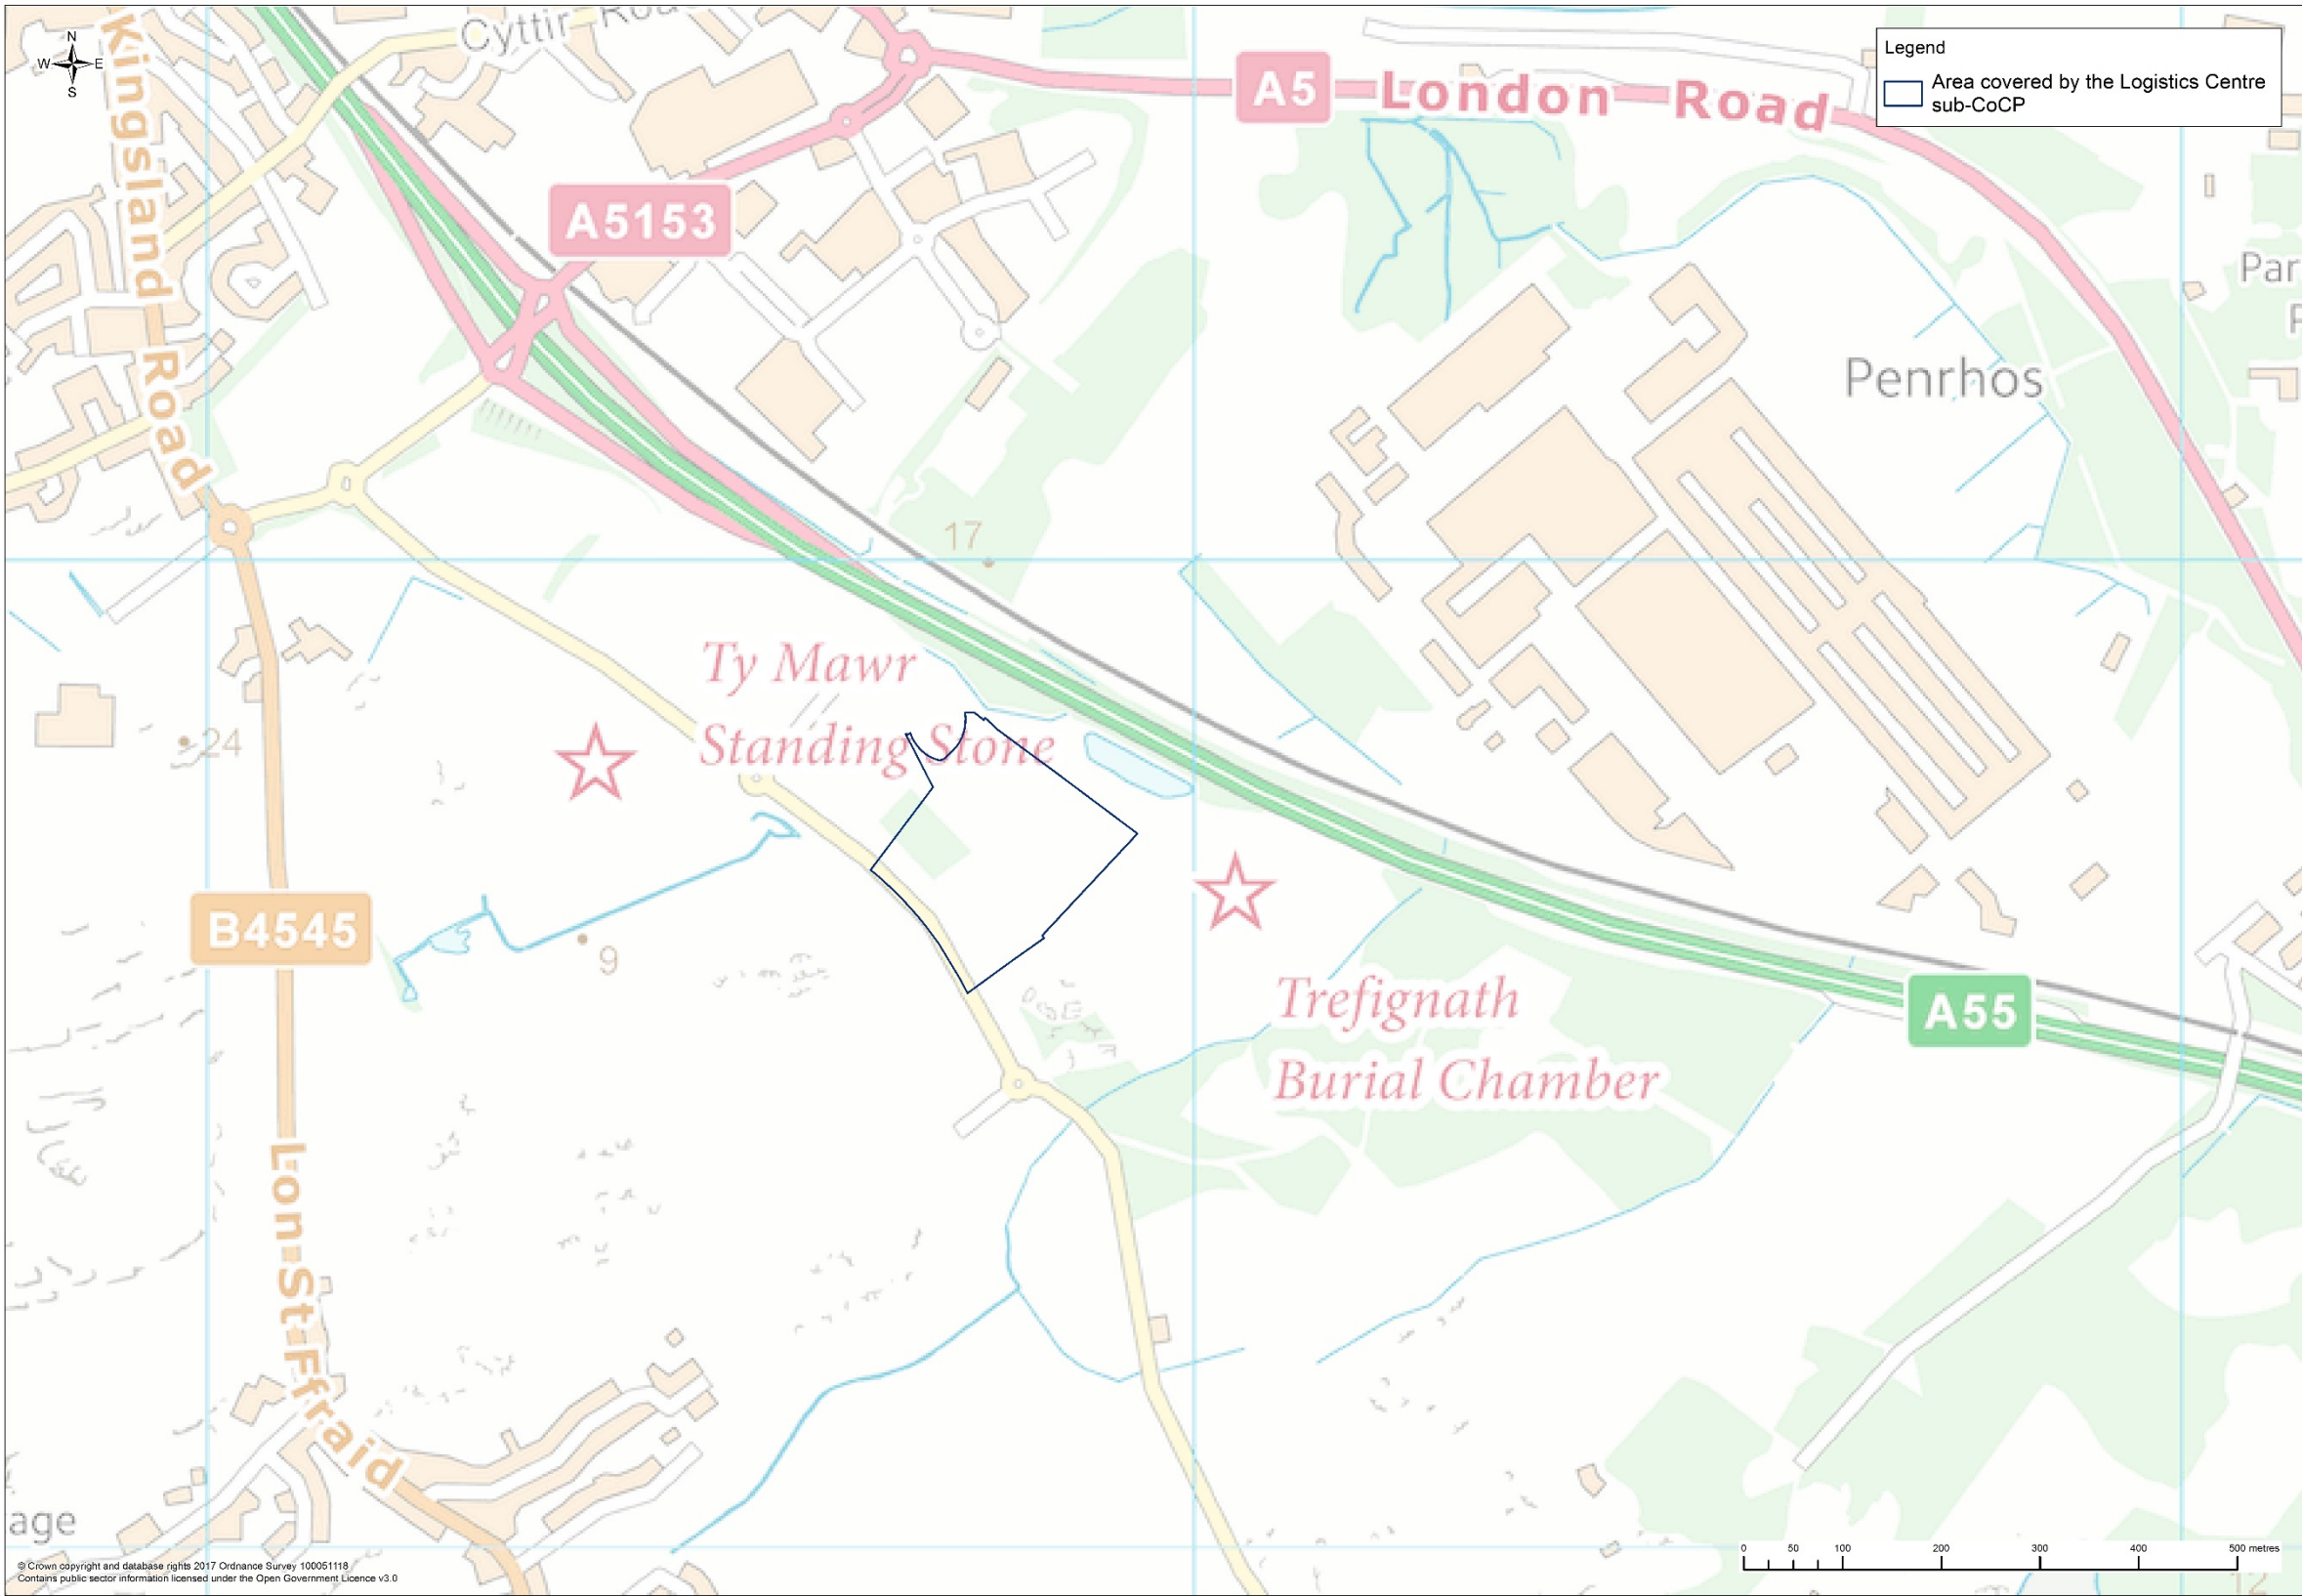 Cyttir Road
N
W E
S
Legend
Area covered by the Logistics Centre
sub-CoCP
A5
London Road
Kingsland Road
A5153
Par
Penrhos
17
Ty Mawr
Standing Stone
24
B4545
9
Trefignath
Burial Chamber
A55
Lon St Ffraid
age
0 50 100 200 300 400 500 metres
© Crown copyright and database rights 2017 Ordnance Survey 100051118
Contains public sector information licensed under the Open Government Licence v3.0
12